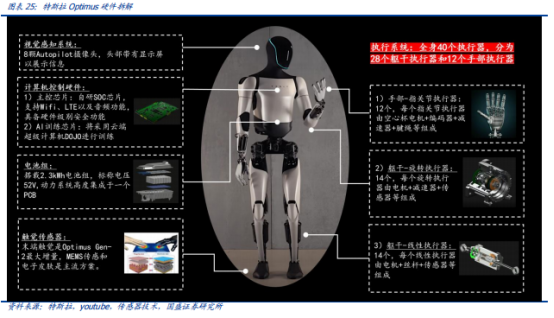 图表 25：特斯拉 Optimus 硬件拆解
视觉感知系统：
8颗Autopilot摄像头，头部带有显示屏
以展示信息
计算机控制硬件：
1）主控芯片：自研SOC芯片，
支持Wifi、LTE以及音频功能，
具备硬件级别安全功能
2）AI训练芯片：将采用云端
超级计算机DOJO进行训练
电池组：
搭载2.3kWh电池组，标称电压
52V，动力系统高度集成于一个
PCB
触觉传感器：
末端触觉是Optimus Gen-
2最大增量，MEMS传感和
电子皮肤是主流方案。
执行系统：全身40个执行器，分为
28个躯干执行器和12个手部执行器
1）手部-指关节执行器：
12个，每个指关节执行器
由空心杯电机+编码器+减
速器+腱绳等组成
2）躯干-旋转执行器：
14个，每个旋转执行
器由电机+减速器+传
感器等组成
3）躯干-线性执行器：
14个，每个线性执行器
由电机+丝杆+传感器等
组成
资料来源：特斯拉，youtube，传感器技术，国盛证券研究所